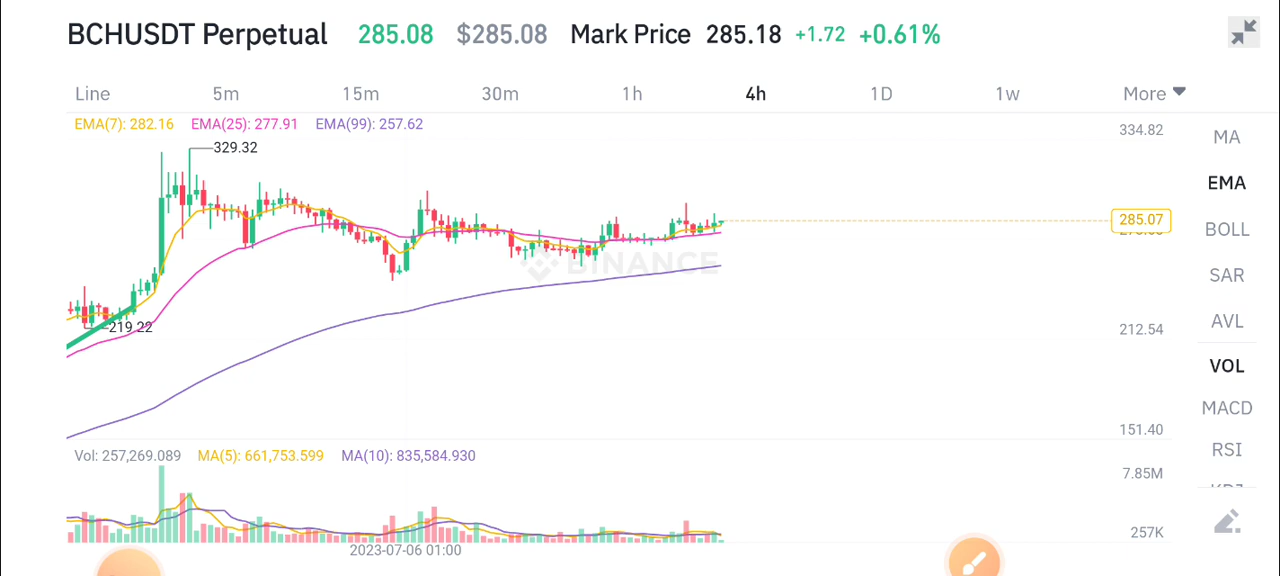 BCHUSDT Perpetual 285.08 $285.08 Mark Price 285.18 +1.72 +0.61%
Line 5m 15m 30m 1h 4h 1D 1w More
EMA(7): 282.16 EMA(25): 277.91 EMA(99): 257.62
334.82
MA
329.32
EMA
285.07
BOLL
BINANCE
SAR
AVL
219.22
212.54
VOL
MACD
151.40
RSI
Vol: 257,269.089 MA(5): 661,753.599 MA(10): 835,584.930
7.85M
KDJ
257K
2023-07-06 01:00